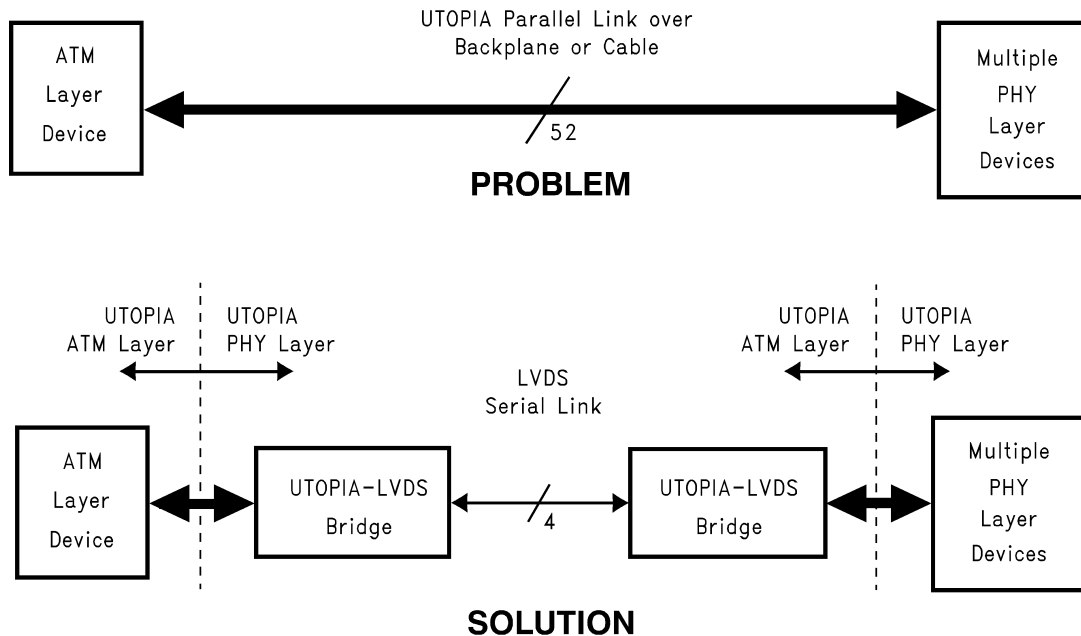 UTOPIA Parallel Link over
Backplane or Cable
ATM
Layer
Device
52
Multiple
PHY
Layer
Devices
PROBLEM
UTOPIA
ATM Layer
UTOPIA
PHY Layer
UTOPIA
ATM Layer
UTOPIA
PHY Layer
LVDS
Serial Link
ATM
Layer
Device
UTOPIA-LVDS
Bridge
4
UTOPIA-LVDS
Bridge
Multiple
PHY
Layer
Devices
SOLUTION